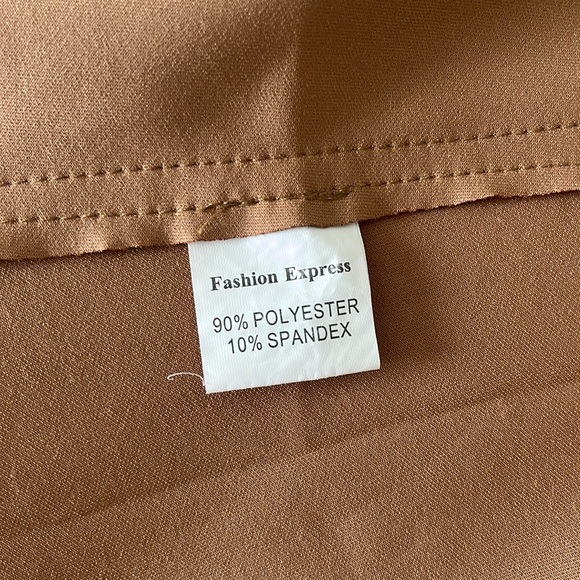 Fashion Express
90% POLYESTER
10% SPANDEX